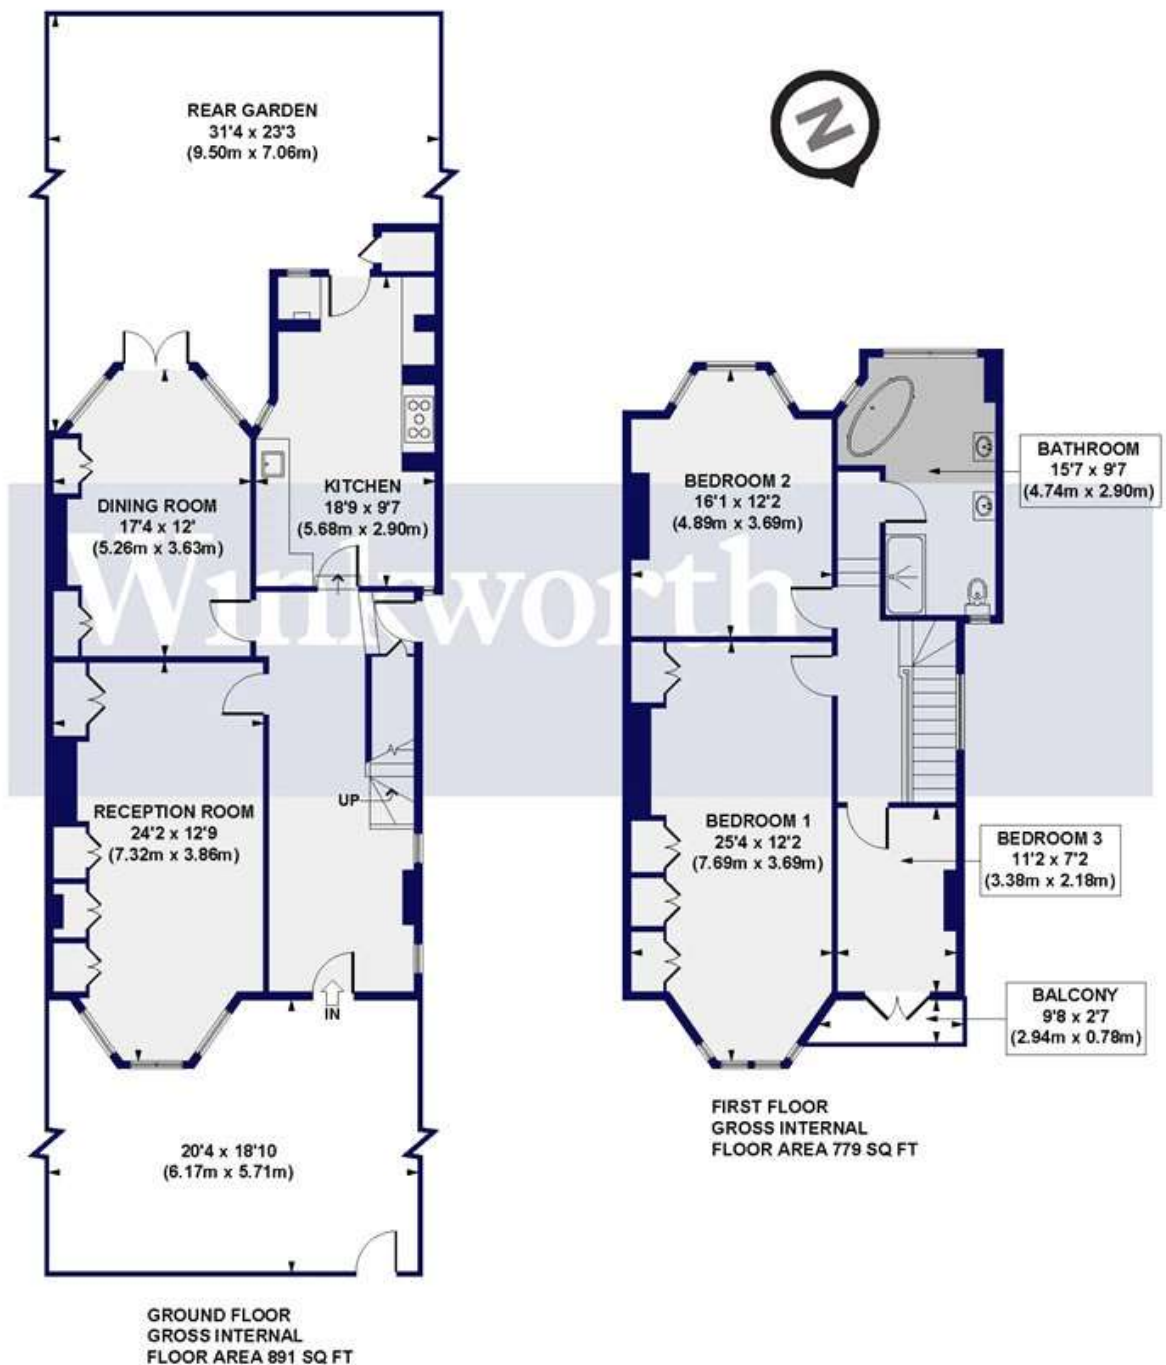 REAR GARDEN
31'4 x 23'3
(9.50m x 7.06m)
N
KITCHEN
18'9 x 9'7
(5.68m x 2.90m)
DINING ROOM
17'4 x 12'
(5.26m x 3.63m)
BEDROOM 2
16'1 x 12'2
(4.89m x 3.69m)
BATHROOM
15'7 x 9'7
(4.74m x 2.90m)
Winkworth
UP
RECEPTION ROOM
24'2 x 12'9
(7.32m x 3.86m)
BEDROOM 1
25'4 x 12'2
(7.69m x 3.69m)
BEDROOM 3
11'2 x 7'2
(3.38m x 2.18m)
IN
BALCONY
9'8 x 2'7
(2.94m x 0.78m)
20'4 x 18'10
(6.17m x 5.71m)
FIRST FLOOR
GROSS INTERNAL
FLOOR AREA 779 SQ FT
GROUND FLOOR
GROSS INTERNAL
FLOOR AREA 891 SQ FT